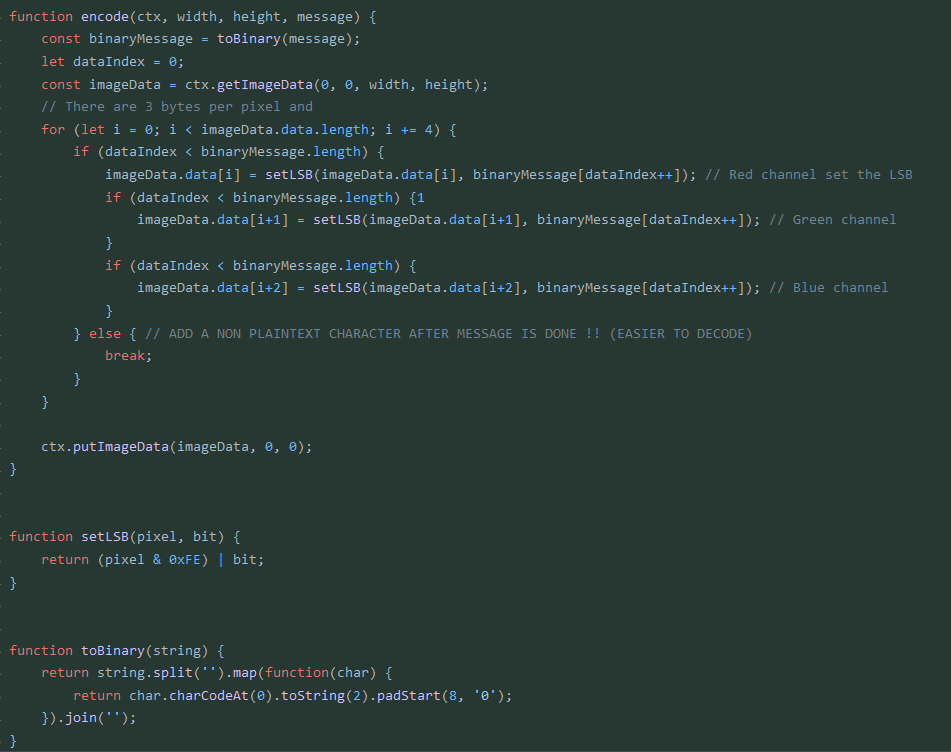 function encode(ctx, width, height, message) {
    const binaryMessage = toBinary(message);
    let dataIndex = 0;
    const imageData = ctx.getImageData(0, 0, width, height);
    // There are 3 bytes per pixel and
    for (let i = 0; i < imageData.data.length; i += 4) {
        if (dataIndex < binaryMessage.length) {
            imageData.data[i] = setLSB(imageData.data[i], binaryMessage[dataIndex++]); // Red channel set the LSB
            if (dataIndex < binaryMessage.length) {1
                imageData.data[i+1] = setLSB(imageData.data[i+1], binaryMessage[dataIndex++]); // Green channel
            }
            if (dataIndex < binaryMessage.length) {
                imageData.data[i+2] = setLSB(imageData.data[i+2], binaryMessage[dataIndex++]); // Blue channel
            }
        } else { // ADD A NON PLAINTEXT CHARACTER AFTER MESSAGE IS DONE !! (EASIER TO DECODE)
            break;
        }
    }

    ctx.putImageData(imageData, 0, 0);
}


function setLSB(pixel, bit) {
    return (pixel & 0xFE) | bit;
}


function toBinary(string) {
    return string.split('').map(function(char) {
        return char.charCodeAt(0).toString(2).padStart(8, '0');
    }).join('');
}